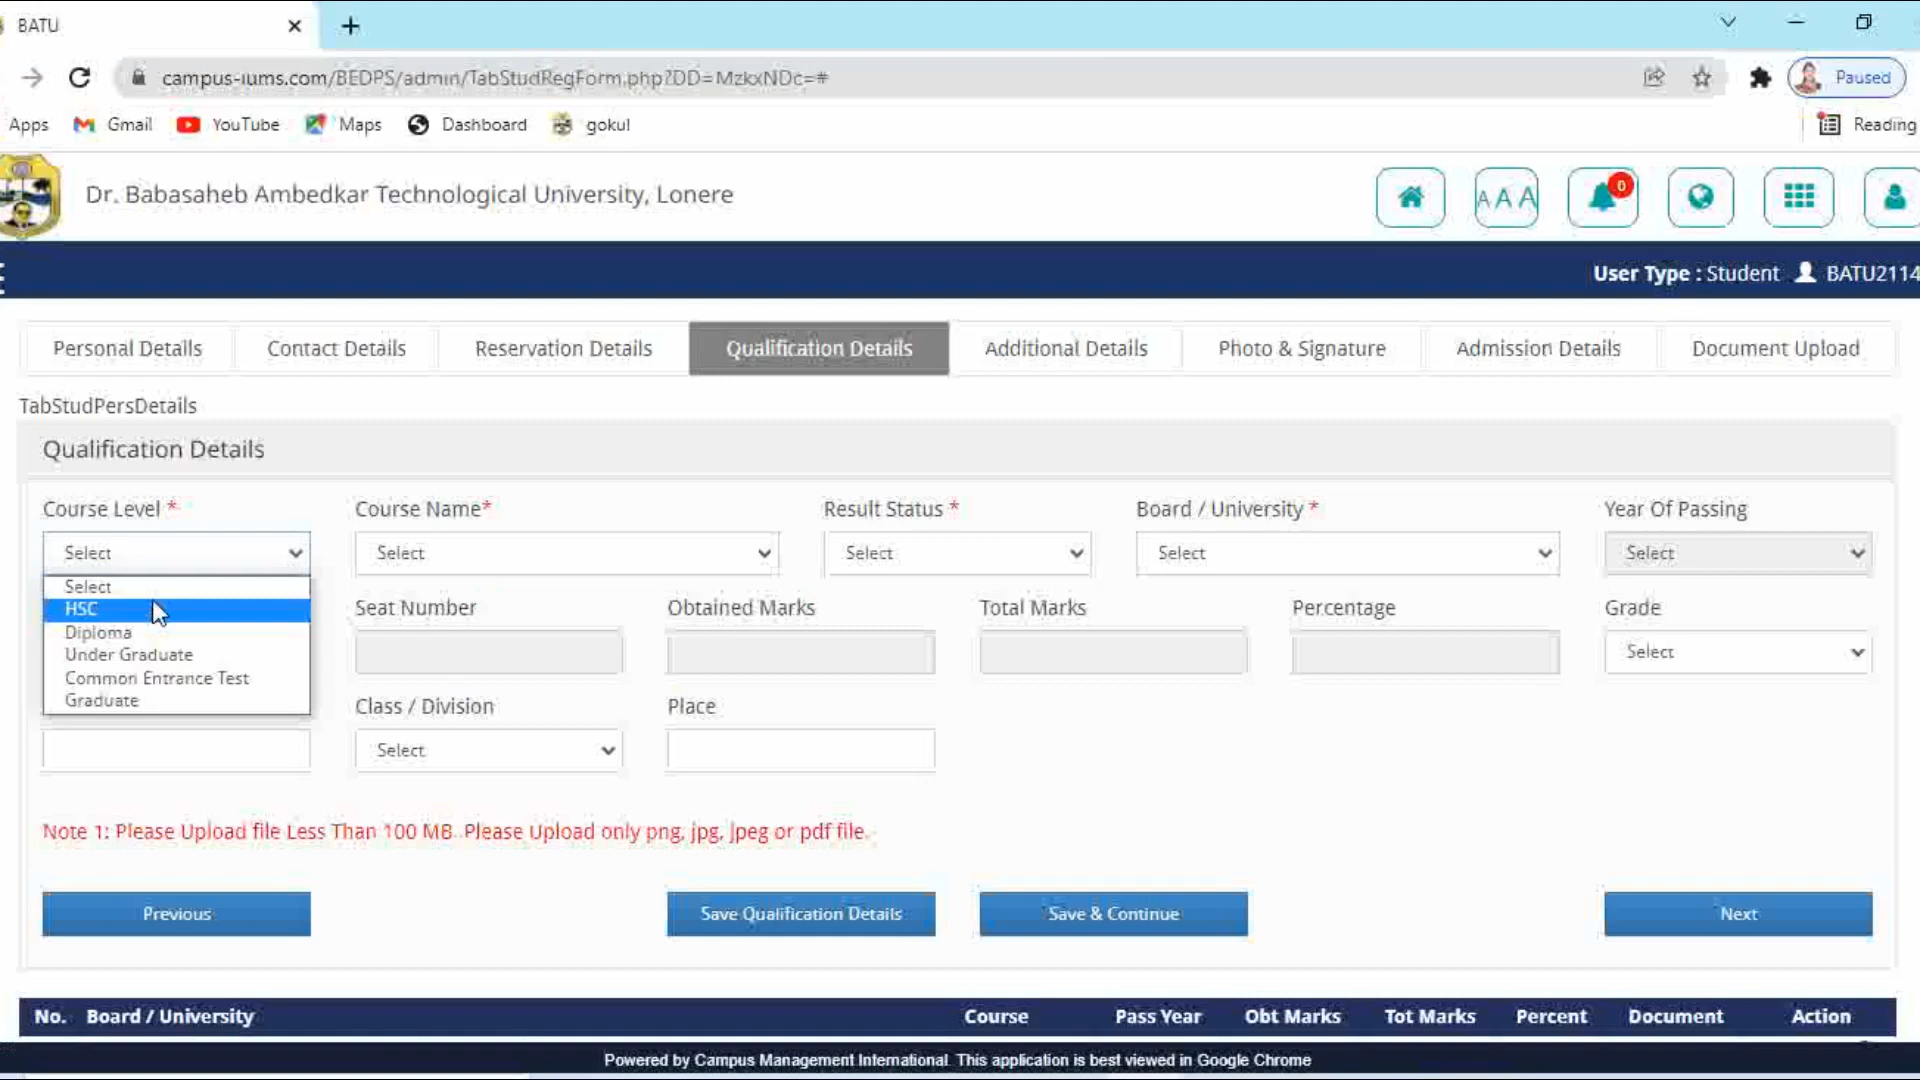 BATU
campus-iums.com/BEDPS/admin/TabStudRegForm.php?DD=MzkxNDc=#
Paused
Apps Gmail YouTube Maps Dashboard gokul Reading
Dr. Babasaheb Ambedkar Technological University, Lonere
A A A 0
User Type : Student BATU2114
Personal Details Contact Details Reservation Details Qualification Details Additional Details Photo & Signature Admission Details Document Upload
TabStudPersDetails
Qualification Details
Course Level * Course Name* Result Status * Board / University * Year Of Passing
Select Select Select Select Select
Select
HSC Seat Number Obtained Marks Total Marks Percentage Grade
Diploma
Under Graduate Select
Common Entrance Test
Graduate Class / Division Place
Select
Note 1: Please Upload file Less Than 100 MB. Please Upload only png, jpg, jpeg or pdf file.
Previous Save Qualification Details Save & Continue Next
No. Board / University Course Pass Year Obt Marks Tot Marks Percent Document Action
Powered by Campus Management International. This application is best viewed in Google Chrome